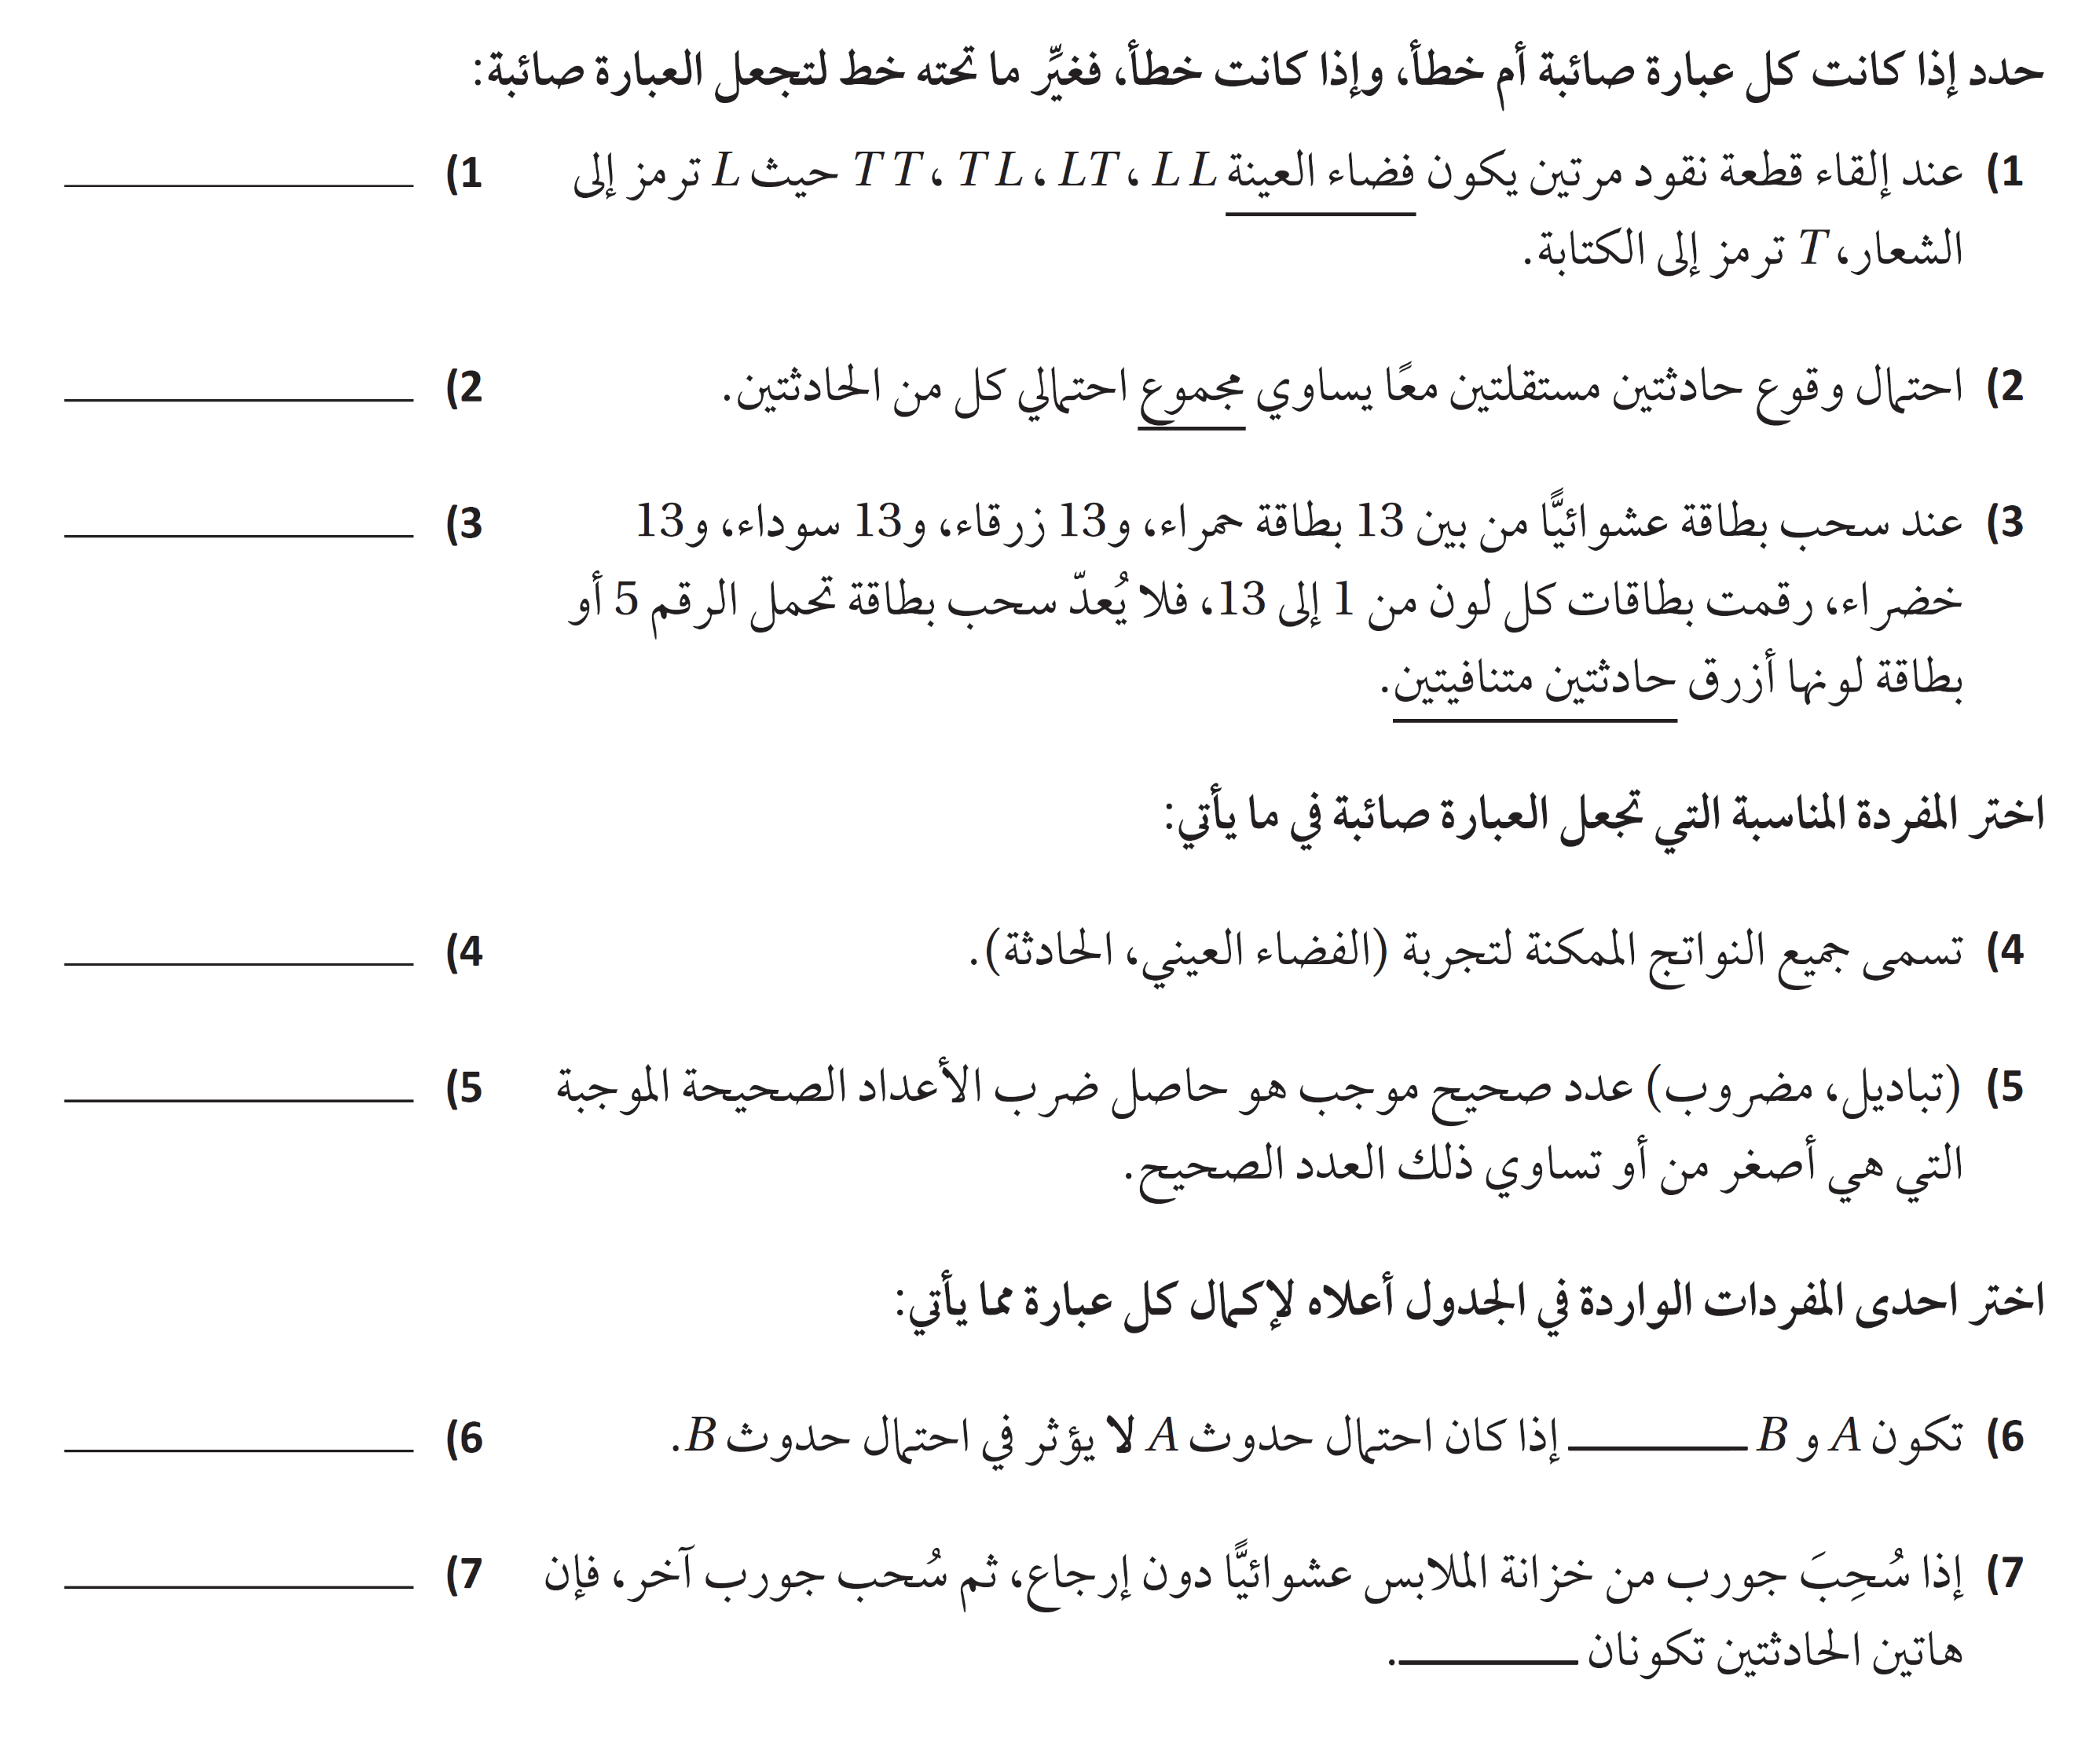 حدد إذا كانت كل عبارة صائبة أم خطأ، وإذا كانت خطأ، فغيِّر ما تحته خط لتجعل العبارة صائبة:
(1 عند إلقاء قطعة نقود مرتين يكون فضاء العينة TT، TL، LT، LL حيث L ترمز إلى (1 ________
الشعار، T ترمز إلى الكتابة.
(2 احتمال وقوع حادثتين مستقلتين معًا يساوي مجموع احتمالي كل من الحادثتين. (2 ________
(3 عند سحب بطاقة عشوائيًّا من بين 13 بطاقة حمراء، و13 زرقاء، و13 سوداء، و13 (3 ________
خضراء، رقمت بطاقات كل لون من 1 إلى 13، فلا يُعدّ سحب بطاقة تحمل الرقم 5 أو
بطاقة لونها أزرق حادثتين متنافيتين.
اختر المفردة المناسبة التي تجعل العبارة صائبة في ما يأتي:
(4 تسمى جميع النواتج الممكنة لتجربة (الفضاء العيني، الحادثة). (4 ________
(5 (تباديل، مضروب) عدد صحيح موجب هو حاصل ضرب الأعداد الصحيحة الموجبة (5 ________
التي هي أصغر من أو تساوي ذلك العدد الصحيح.
اختر احدى المفردات الواردة في الجدول أعلاه لإكمال كل عبارة مما يأتي:
(6 تكون A و B ________ إذا كان احتمال حدوث A لا يؤثر في احتمال حدوث B. (6 ________
(7 إذا سُحِبَ جورب من خزانة الملابس عشوائيًّا دون إرجاع، ثم سُحب جورب آخر، فإن (7 ________
هاتين الحادثتين تكونان ________.